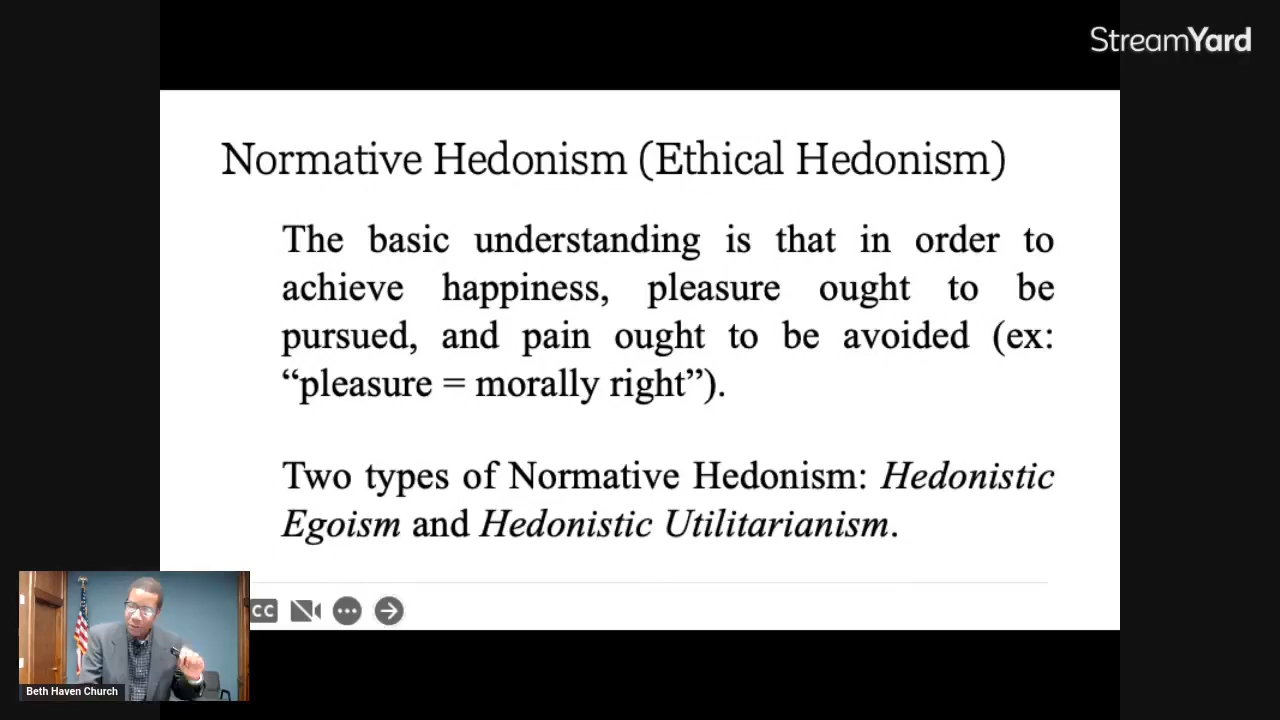 StreamYard
Normative Hedonism (Ethical Hedonism)
The basic understanding is that in order to
achieve happiness, pleasure ought to be
pursued, and pain ought to be avoided (ex:
“pleasure = morally right”).
Two types of Normative Hedonism: Hedonistic
Egoism and Hedonistic Utilitarianism.
CC
Beth Haven Church